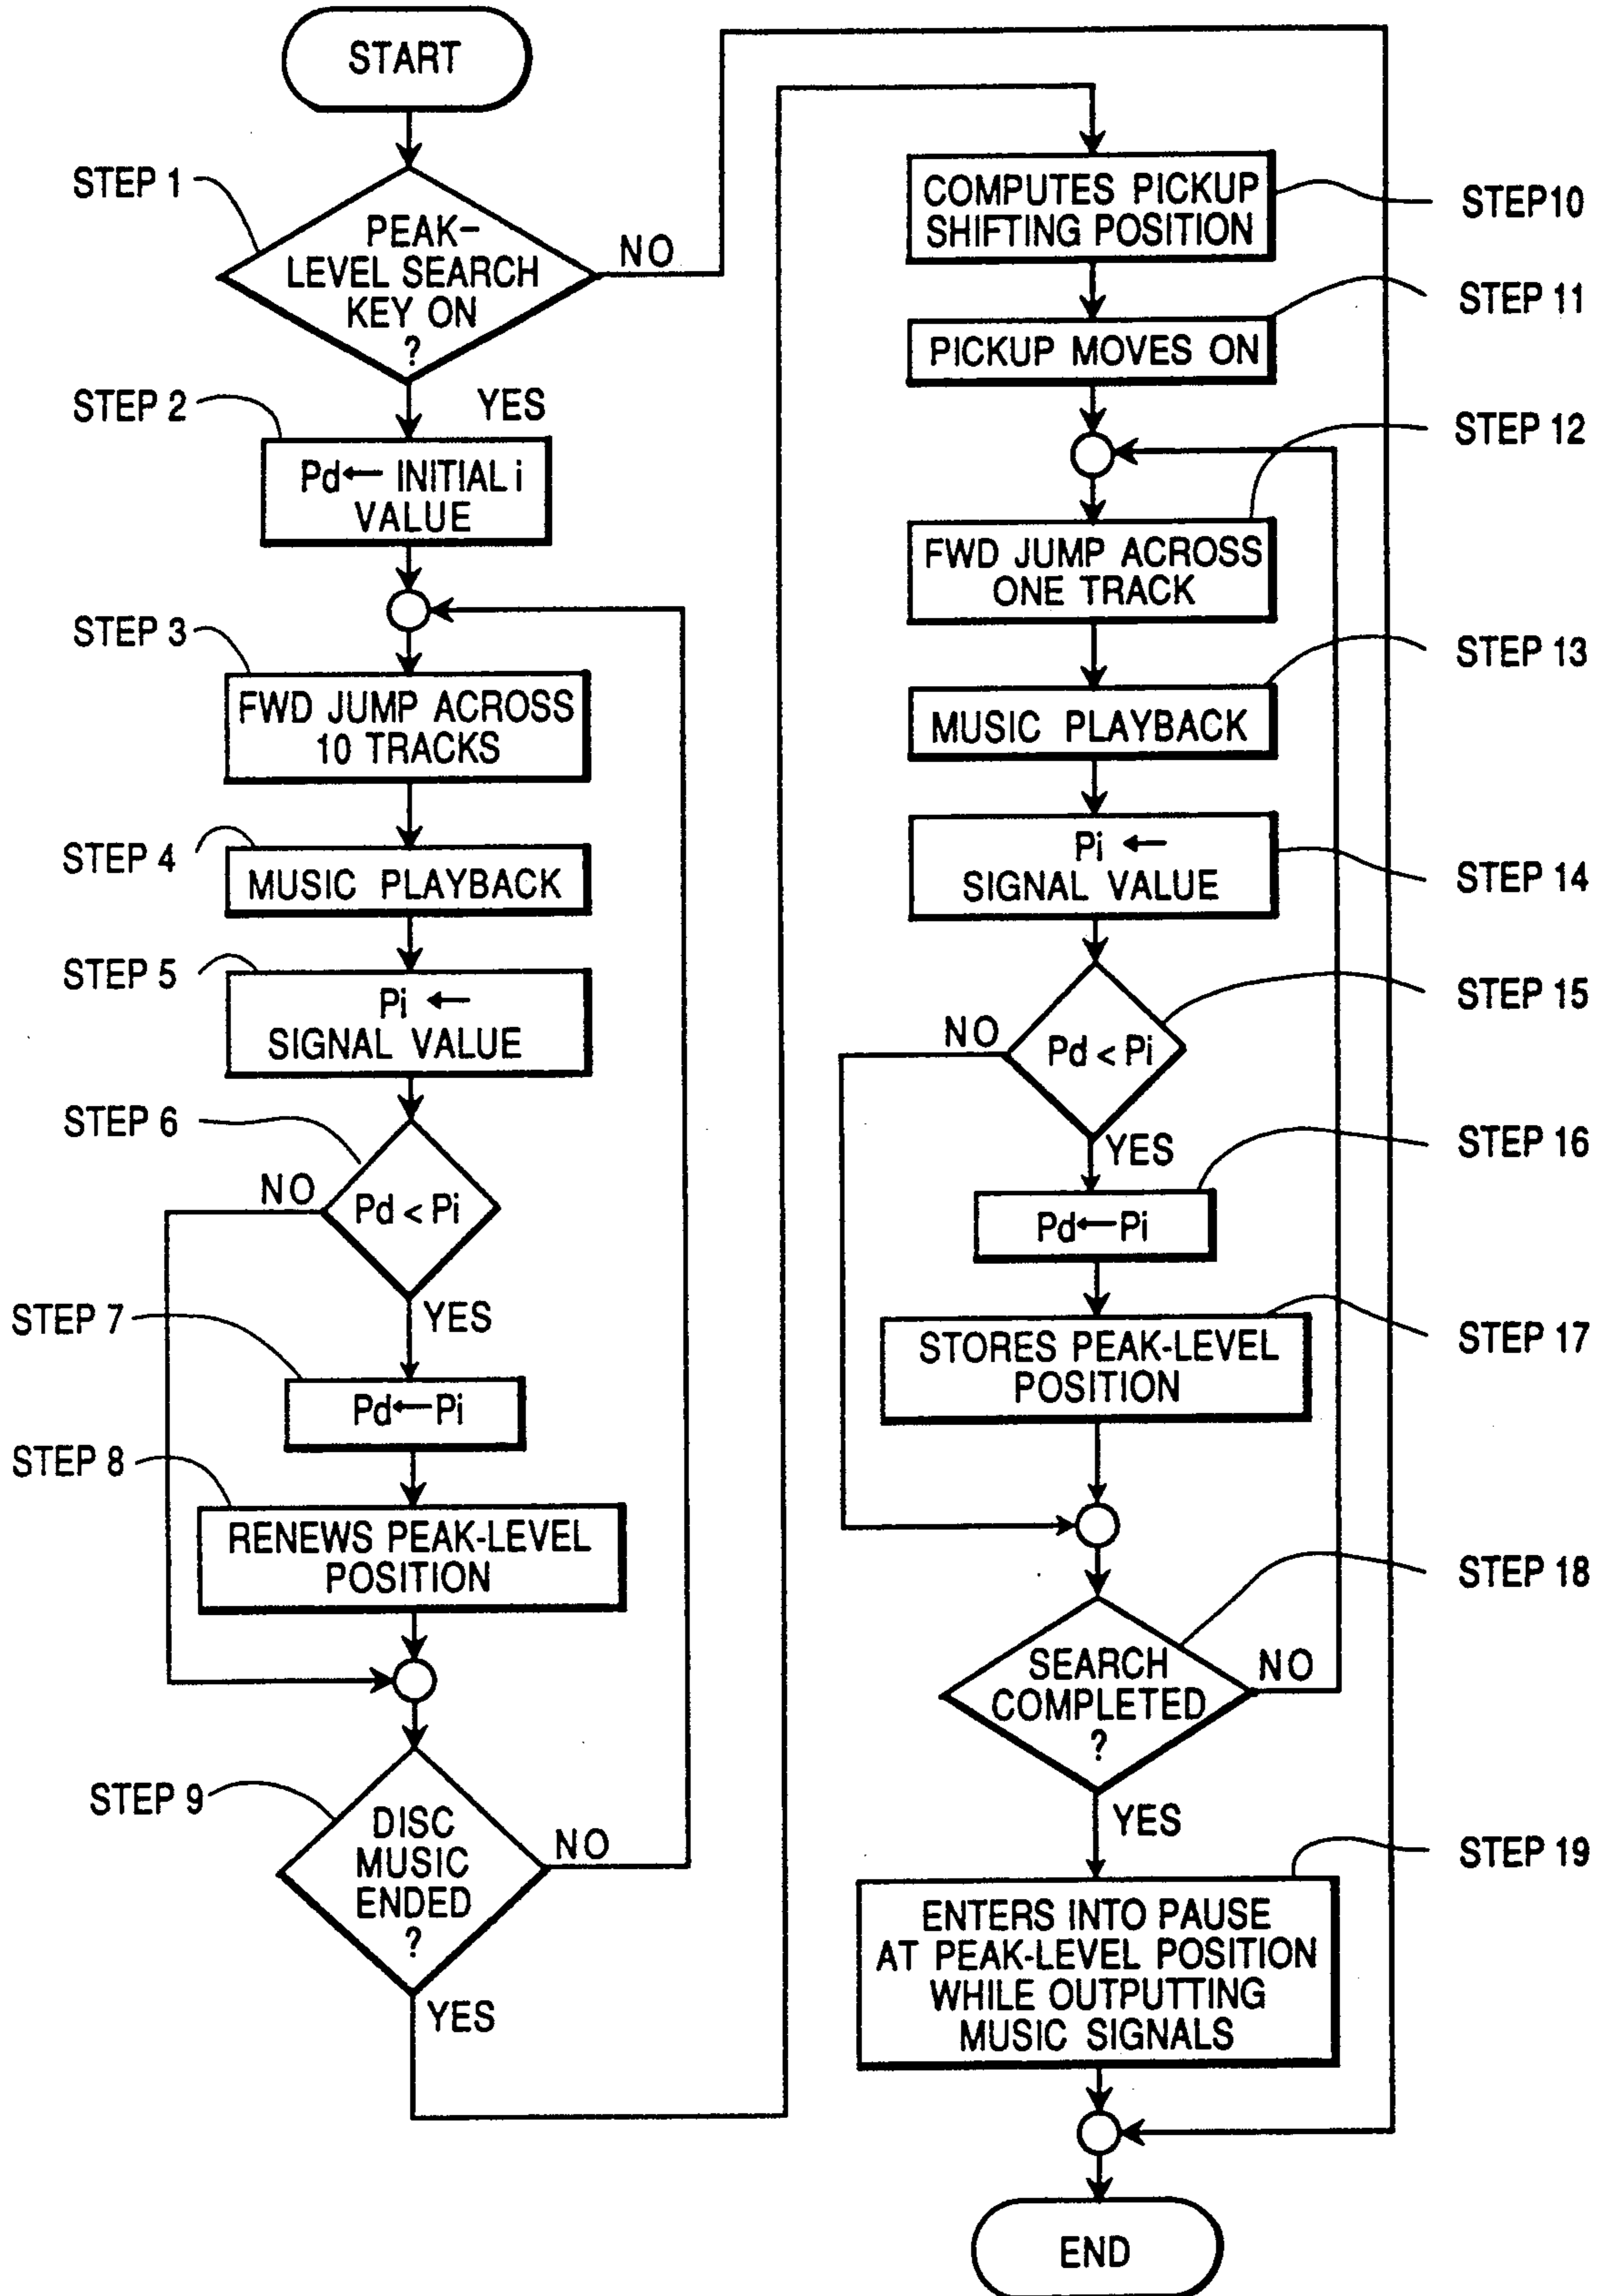 START
STEP 1
PEAK-
LEVEL SEARCH
KEY ON
?
NO
YES
STEP 2
Pd← INITIAL i
VALUE
STEP 3
FWD JUMP ACROSS
10 TRACKS
STEP 4
MUSIC PLAYBACK
STEP 5
Pi ←
SIGNAL VALUE
STEP 6
NO
Pd < Pi
YES
STEP 7
Pd←Pi
STEP 8
RENEWS PEAK-LEVEL
POSITION
STEP 9
DISC
MUSIC
ENDED
?
NO
YES
COMPUTES PICKUP
SHIFTING POSITION
STEP10
PICKUP MOVES ON
STEP 11
STEP 12
FWD JUMP ACROSS
ONE TRACK
STEP 13
MUSIC PLAYBACK
Pi ←
SIGNAL VALUE
STEP 14
STEP 15
NO
Pd < Pi
YES
STEP 16
Pd←Pi
STORES PEAK-LEVEL
POSITION
STEP 17
STEP 18
SEARCH
COMPLETED
?
NO
YES
STEP 19
ENTERS INTO PAUSE
AT PEAK-LEVEL POSITION
WHILE OUTPUTTING
MUSIC SIGNALS
END